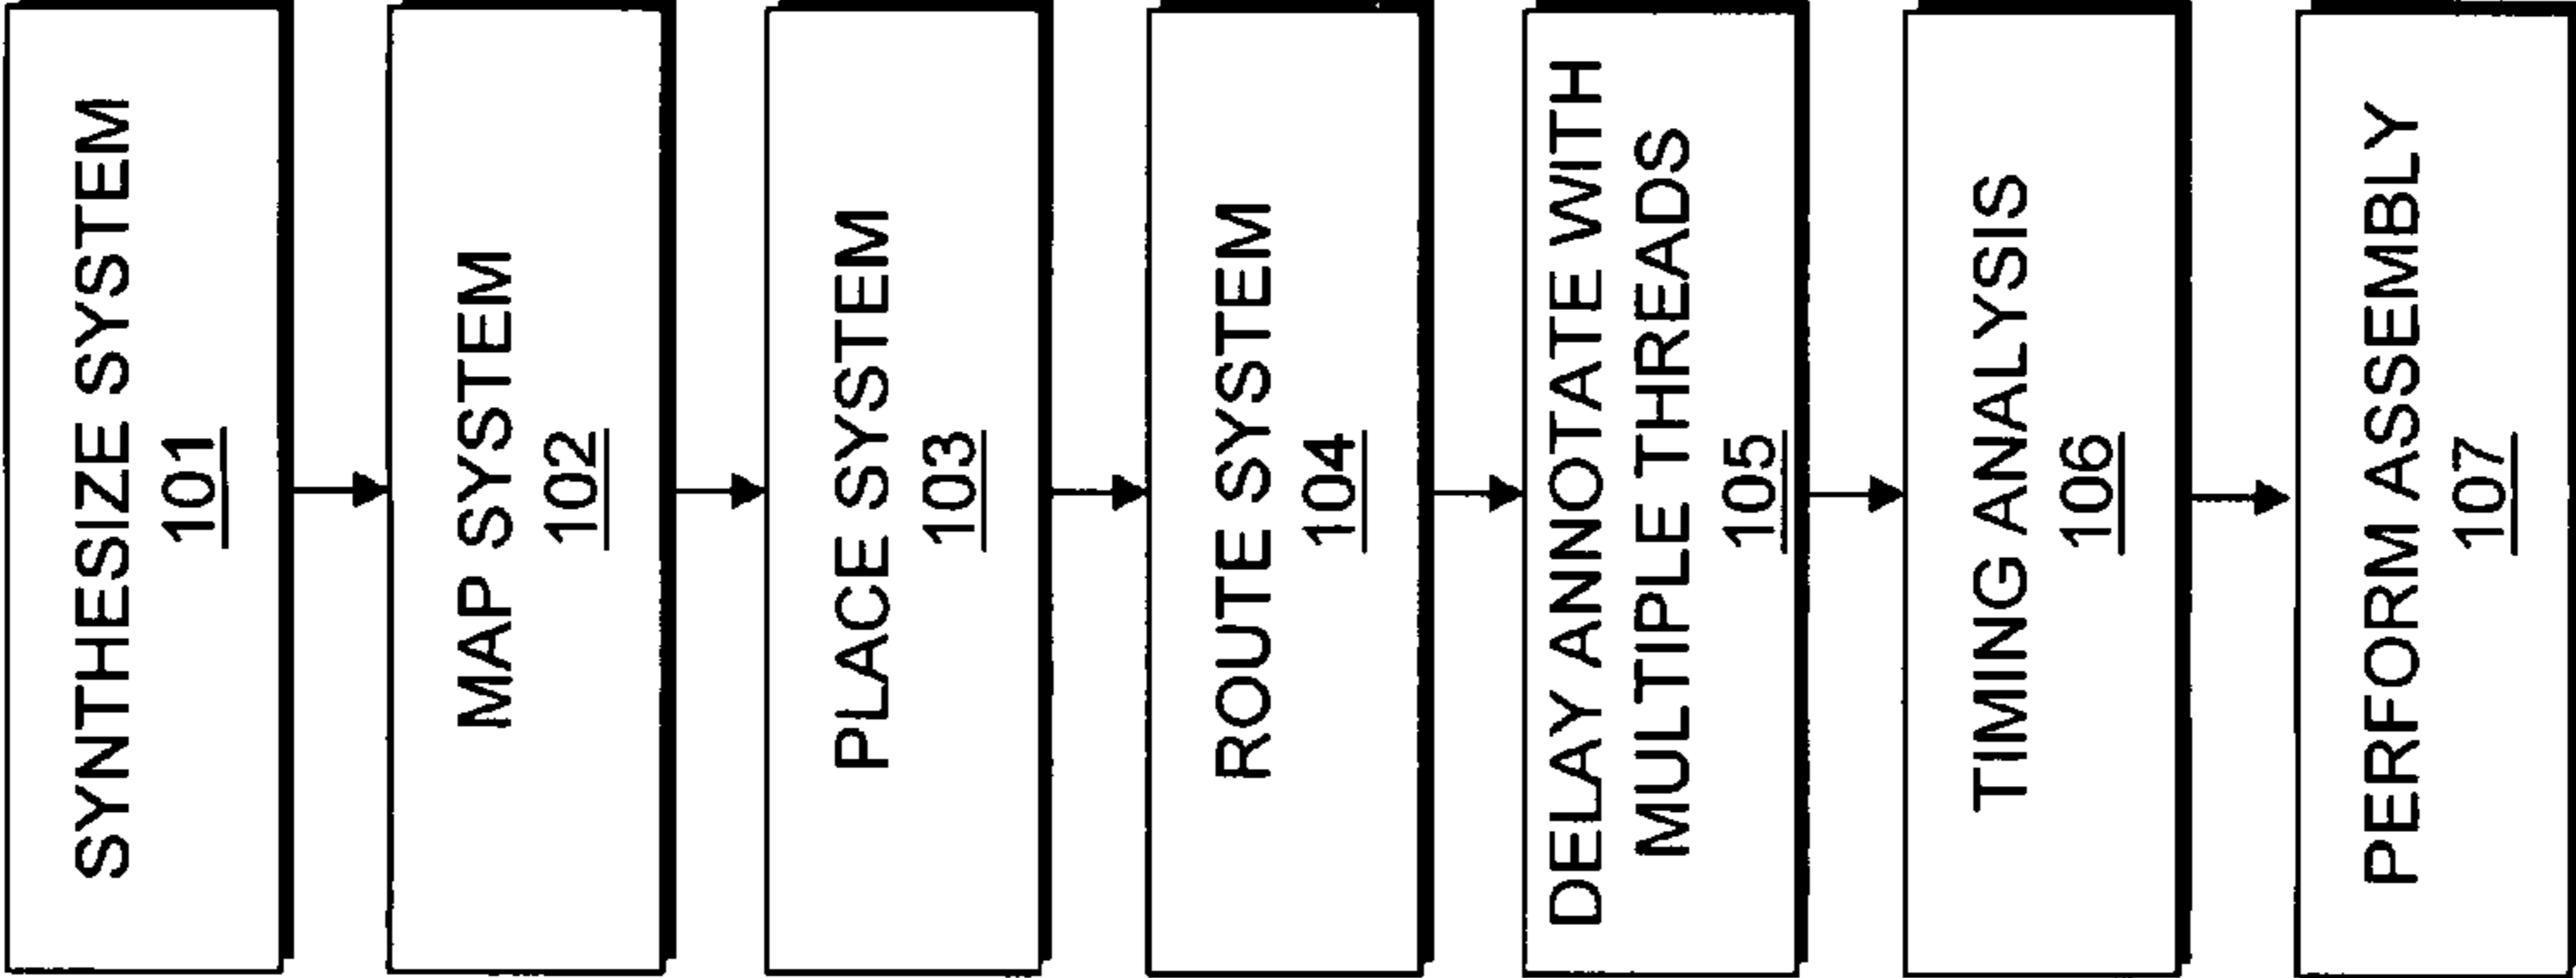 SYNTHESIZE SYSTEM
101
MAP SYSTEM
102
PLACE SYSTEM
103
ROUTE SYSTEM
104
DELAY ANNOTATE WITH
MULTIPLE THREADS
105
TIMING ANALYSIS
106
PERFORM ASSEMBLY
107